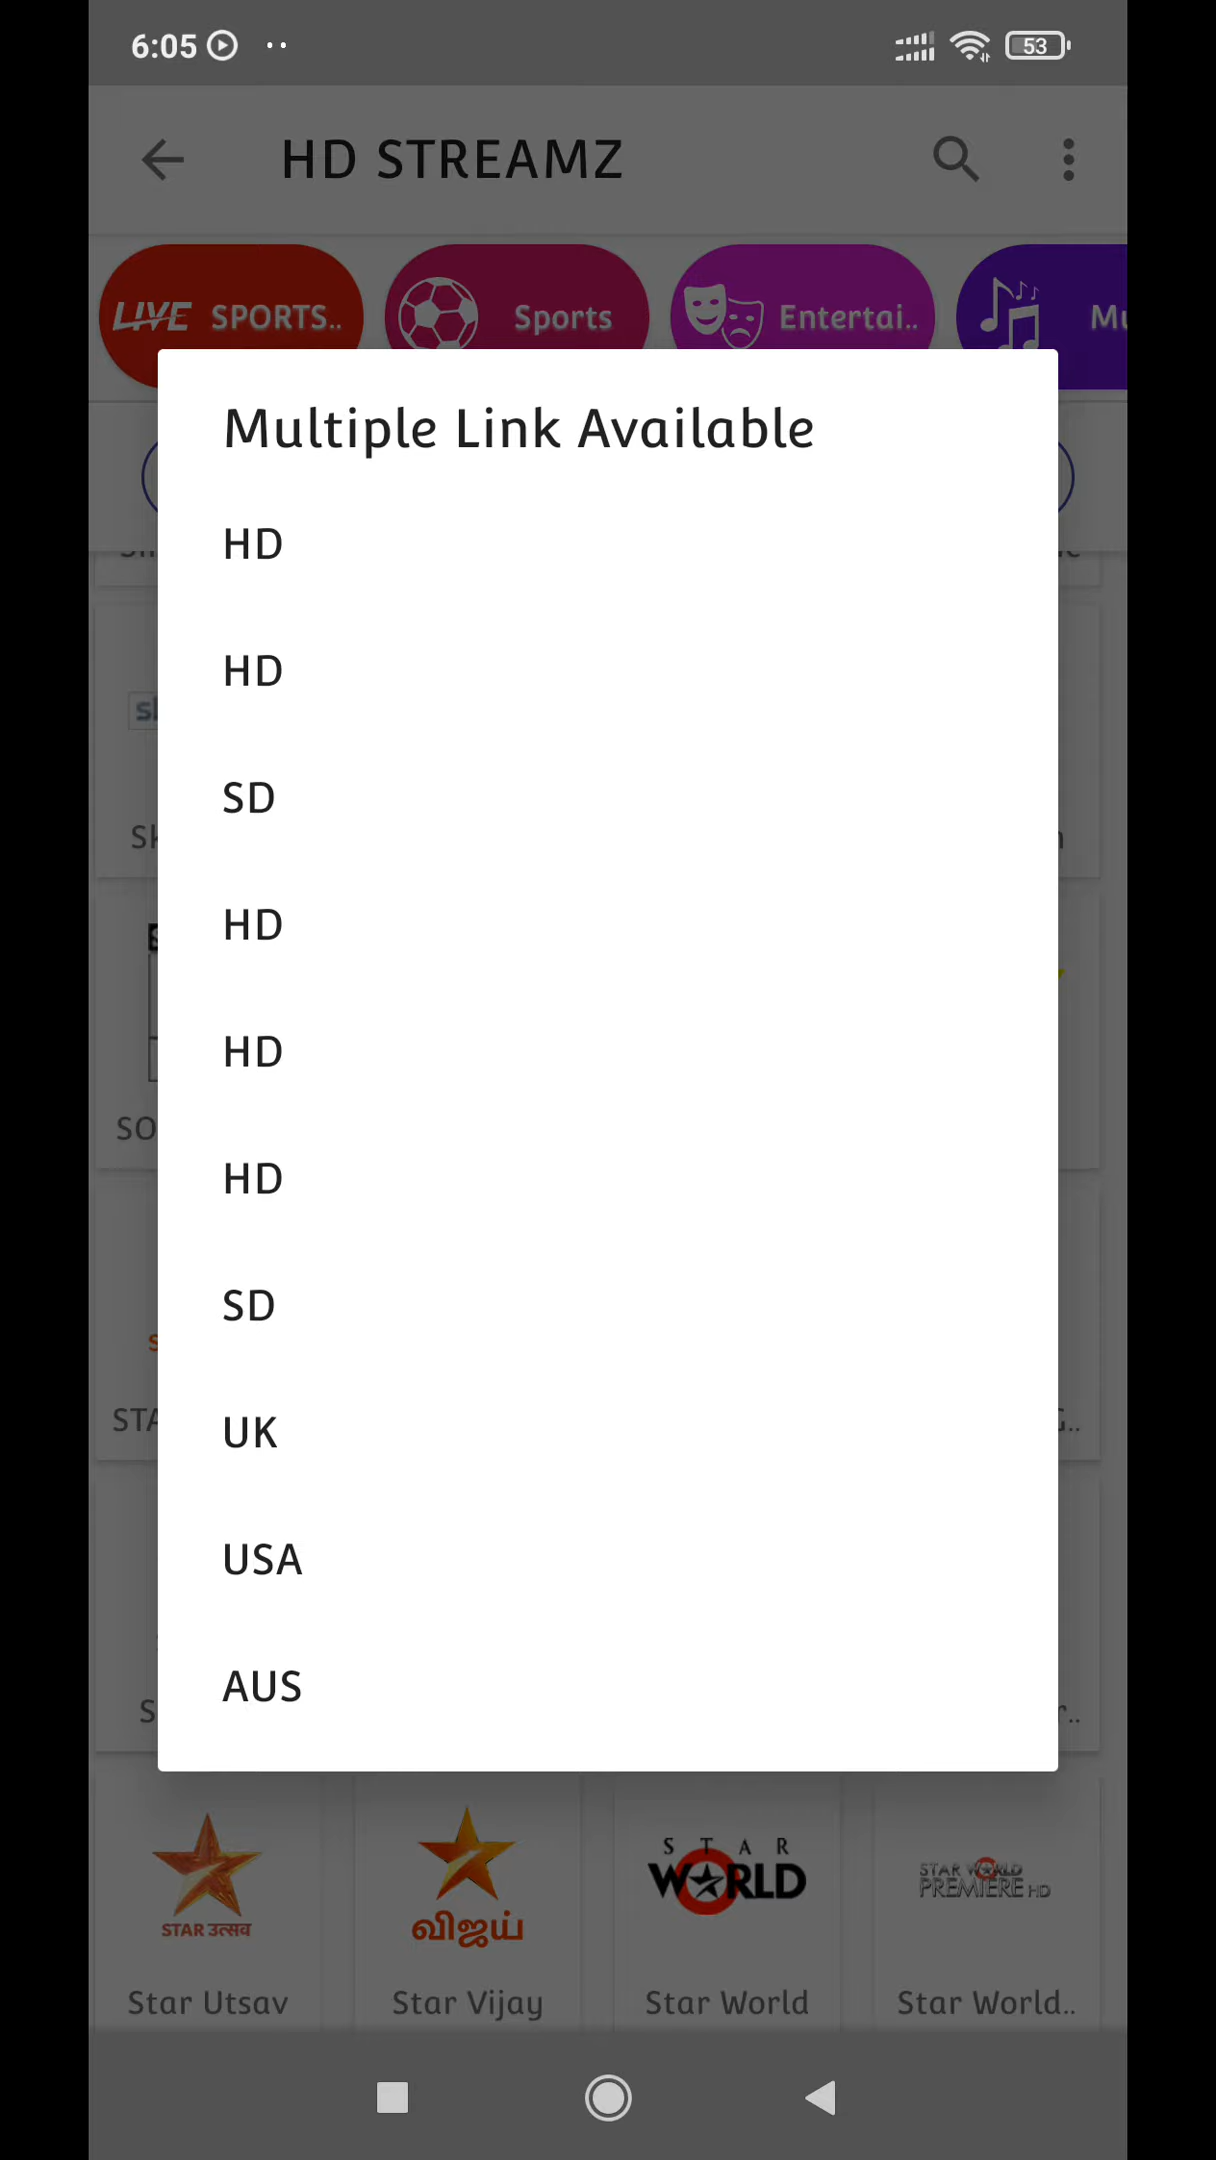 6:05
53
HD STREAMZ
LIVE SPORTS..
Sports
Entertai..
Multiple Link Available
HD
HD
SD
HD
HD
HD
SD
UK
USA
AUS
STAR उत्सव
விஜய்
STAR WORLD
STAR WORLD PREMIERE HD
Star Utsav
Star Vijay
Star World
Star World..